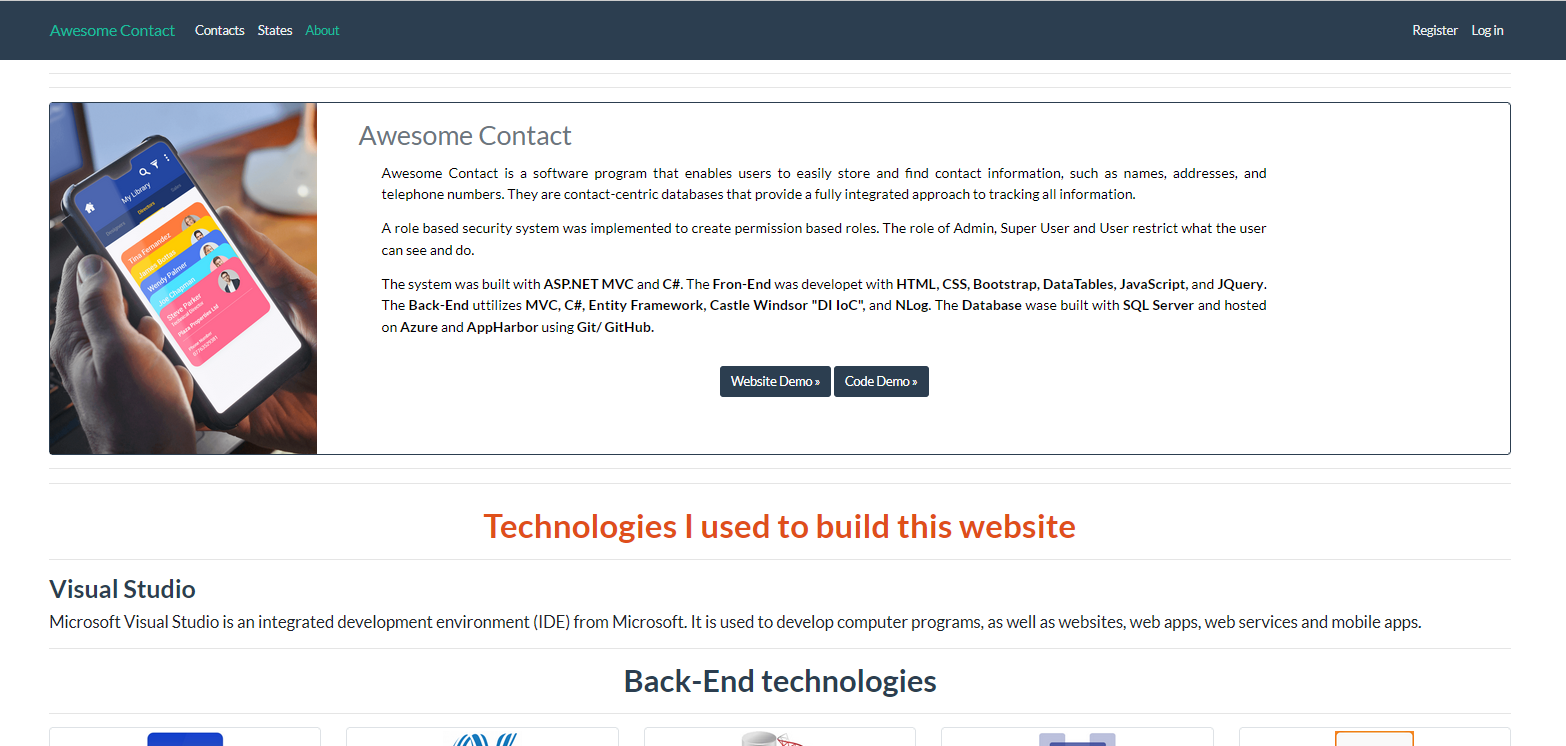 Awesome Contact Contacts States About Register Log in
My Library
Designers Directors Sales
Tina Fernandez
James Bottas
Wendy Palmer
Joe Chapman
Steve Parker
Technical Director
Plaza Properties Ltd
Phone Number
Awesome Contact
Awesome Contact is a software program that enables users to easily store and find contact information, such as names, addresses, and
telephone numbers. They are contact-centric databases that provide a fully integrated approach to tracking all information.
A role based security system was implemented to create permission based roles. The role of Admin, Super User and User restrict what the user
can see and do.
The system was built with ASP.NET MVC and C#. The Fron-End was developet with HTML, CSS, Bootstrap, DataTables, JavaScript, and JQuery.
The Back-End uttilizes MVC, C#, Entity Framework, Castle Windsor "DI IoC", and NLog. The Database wase built with SQL Server and hosted
on Azure and AppHarbor using Git/ GitHub.
Website Demo » Code Demo »
Technologies I used to build this website
Visual Studio
Microsoft Visual Studio is an integrated development environment (IDE) from Microsoft. It is used to develop computer programs, as well as websites, web apps, web services and mobile apps.
Back-End technologies